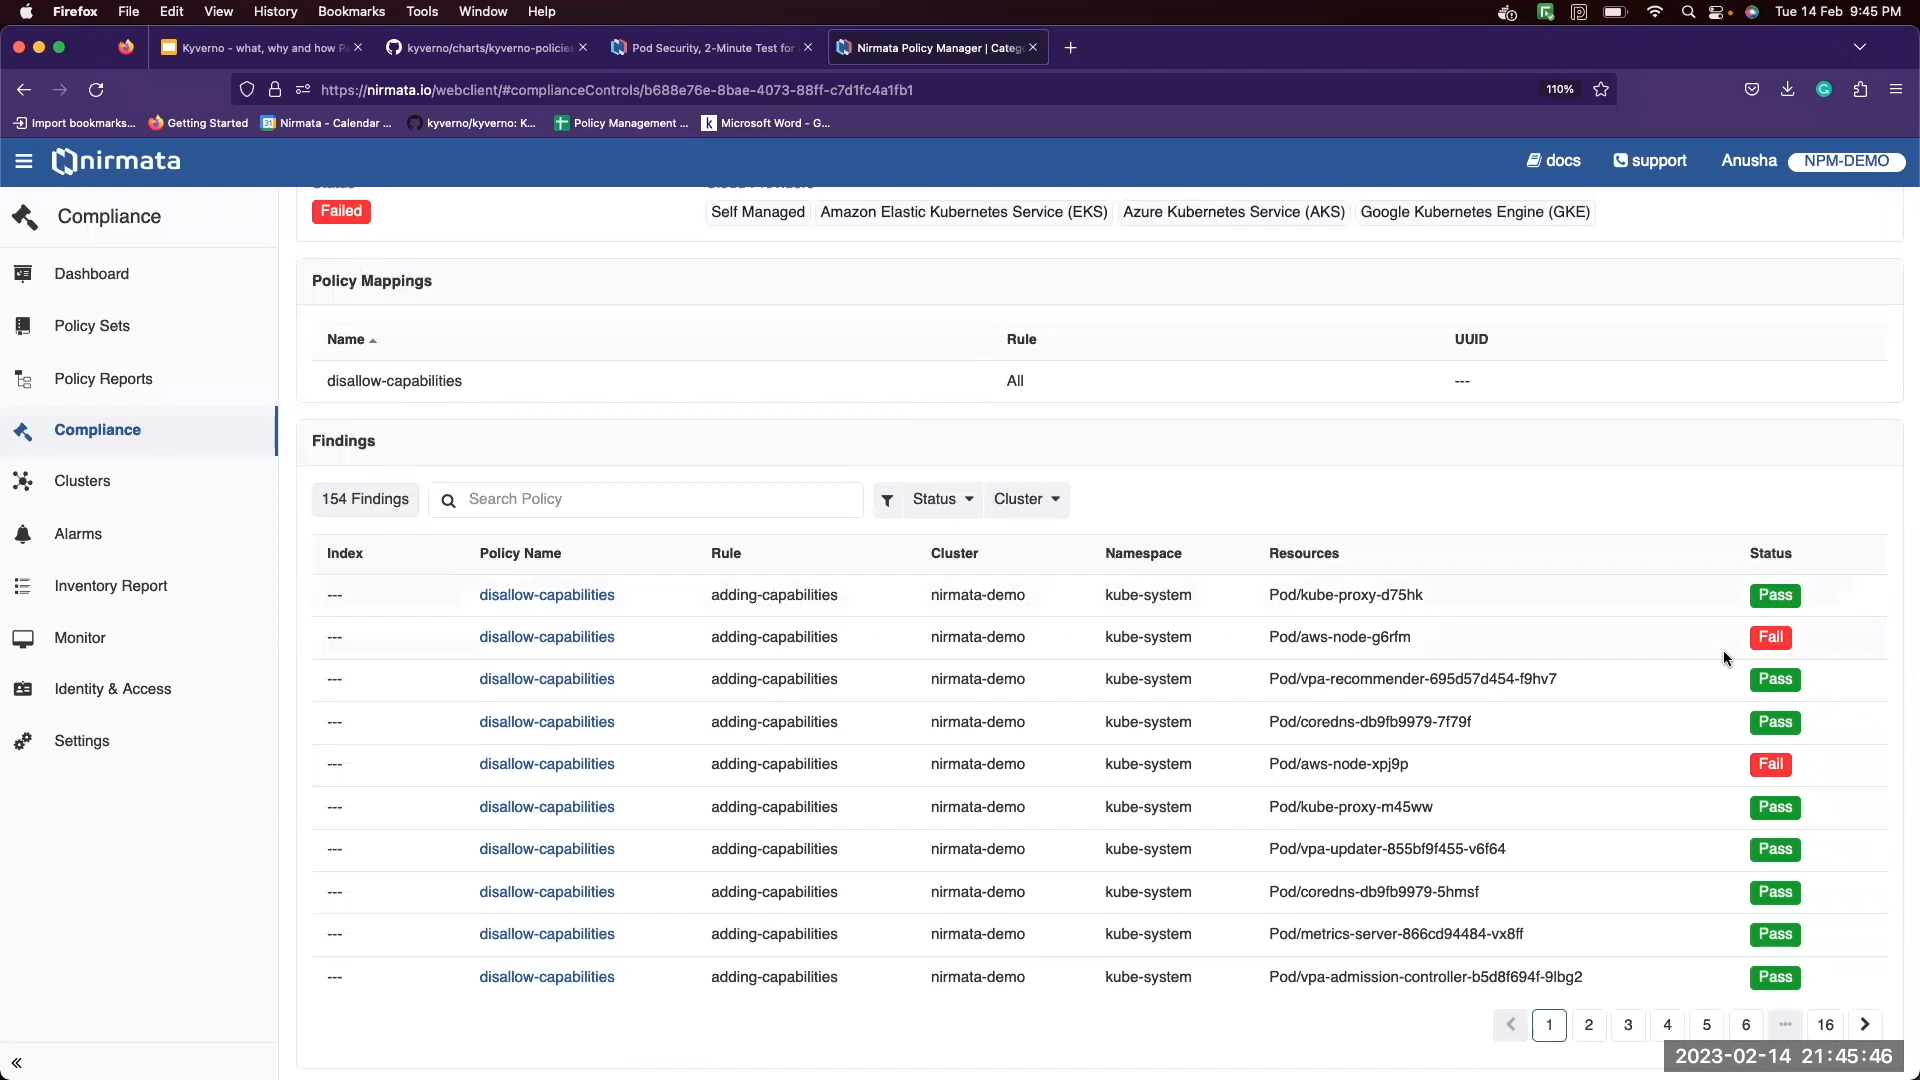 Firefox File Edit View History Bookmarks Tools Window Help Tue 14 Feb 9:45 PM
Kyverno - what, why and how P kyverno/charts/kyverno-policie Pod Security, 2-Minute Test for Nirmata Policy Manager | Categ
https://nirmata.io/webclient/#complianceControls/b688e76e-8bae-4073-88ff-c7d1fc4a1fb1 110%
Import bookmarks... Getting Started Nirmata - Calendar ... kyverno/kyverno: K... Policy Management ... Microsoft Word - G...
nirmata docs support Anusha NPM-DEMO
Compliance
Dashboard
Policy Sets
Policy Reports
Compliance
Clusters
Alarms
Inventory Report
Monitor
Identity & Access
Settings
Failed Self Managed Amazon Elastic Kubernetes Service (EKS) Azure Kubernetes Service (AKS) Google Kubernetes Engine (GKE)
Policy Mappings
Name Rule UUID
disallow-capabilities All ---
Findings
154 Findings Search Policy Status Cluster
Index Policy Name Rule Cluster Namespace Resources Status
--- disallow-capabilities adding-capabilities nirmata-demo kube-system Pod/kube-proxy-d75hk Pass
--- disallow-capabilities adding-capabilities nirmata-demo kube-system Pod/aws-node-g6rfm Fail
--- disallow-capabilities adding-capabilities nirmata-demo kube-system Pod/vpa-recommender-695d57d454-f9hv7 Pass
--- disallow-capabilities adding-capabilities nirmata-demo kube-system Pod/coredns-db9fb9979-7f79f Pass
--- disallow-capabilities adding-capabilities nirmata-demo kube-system Pod/aws-node-xpj9p Fail
--- disallow-capabilities adding-capabilities nirmata-demo kube-system Pod/kube-proxy-m45ww Pass
--- disallow-capabilities adding-capabilities nirmata-demo kube-system Pod/vpa-updater-855bf9f455-v6f64 Pass
--- disallow-capabilities adding-capabilities nirmata-demo kube-system Pod/coredns-db9fb9979-5hmsf Pass
--- disallow-capabilities adding-capabilities nirmata-demo kube-system Pod/metrics-server-866cd94484-vx8ff Pass
--- disallow-capabilities adding-capabilities nirmata-demo kube-system Pod/vpa-admission-controller-b5d8f694f-9lbg2 Pass
1 2 3 4 5 6 ... 16
2023-02-14 21:45:46